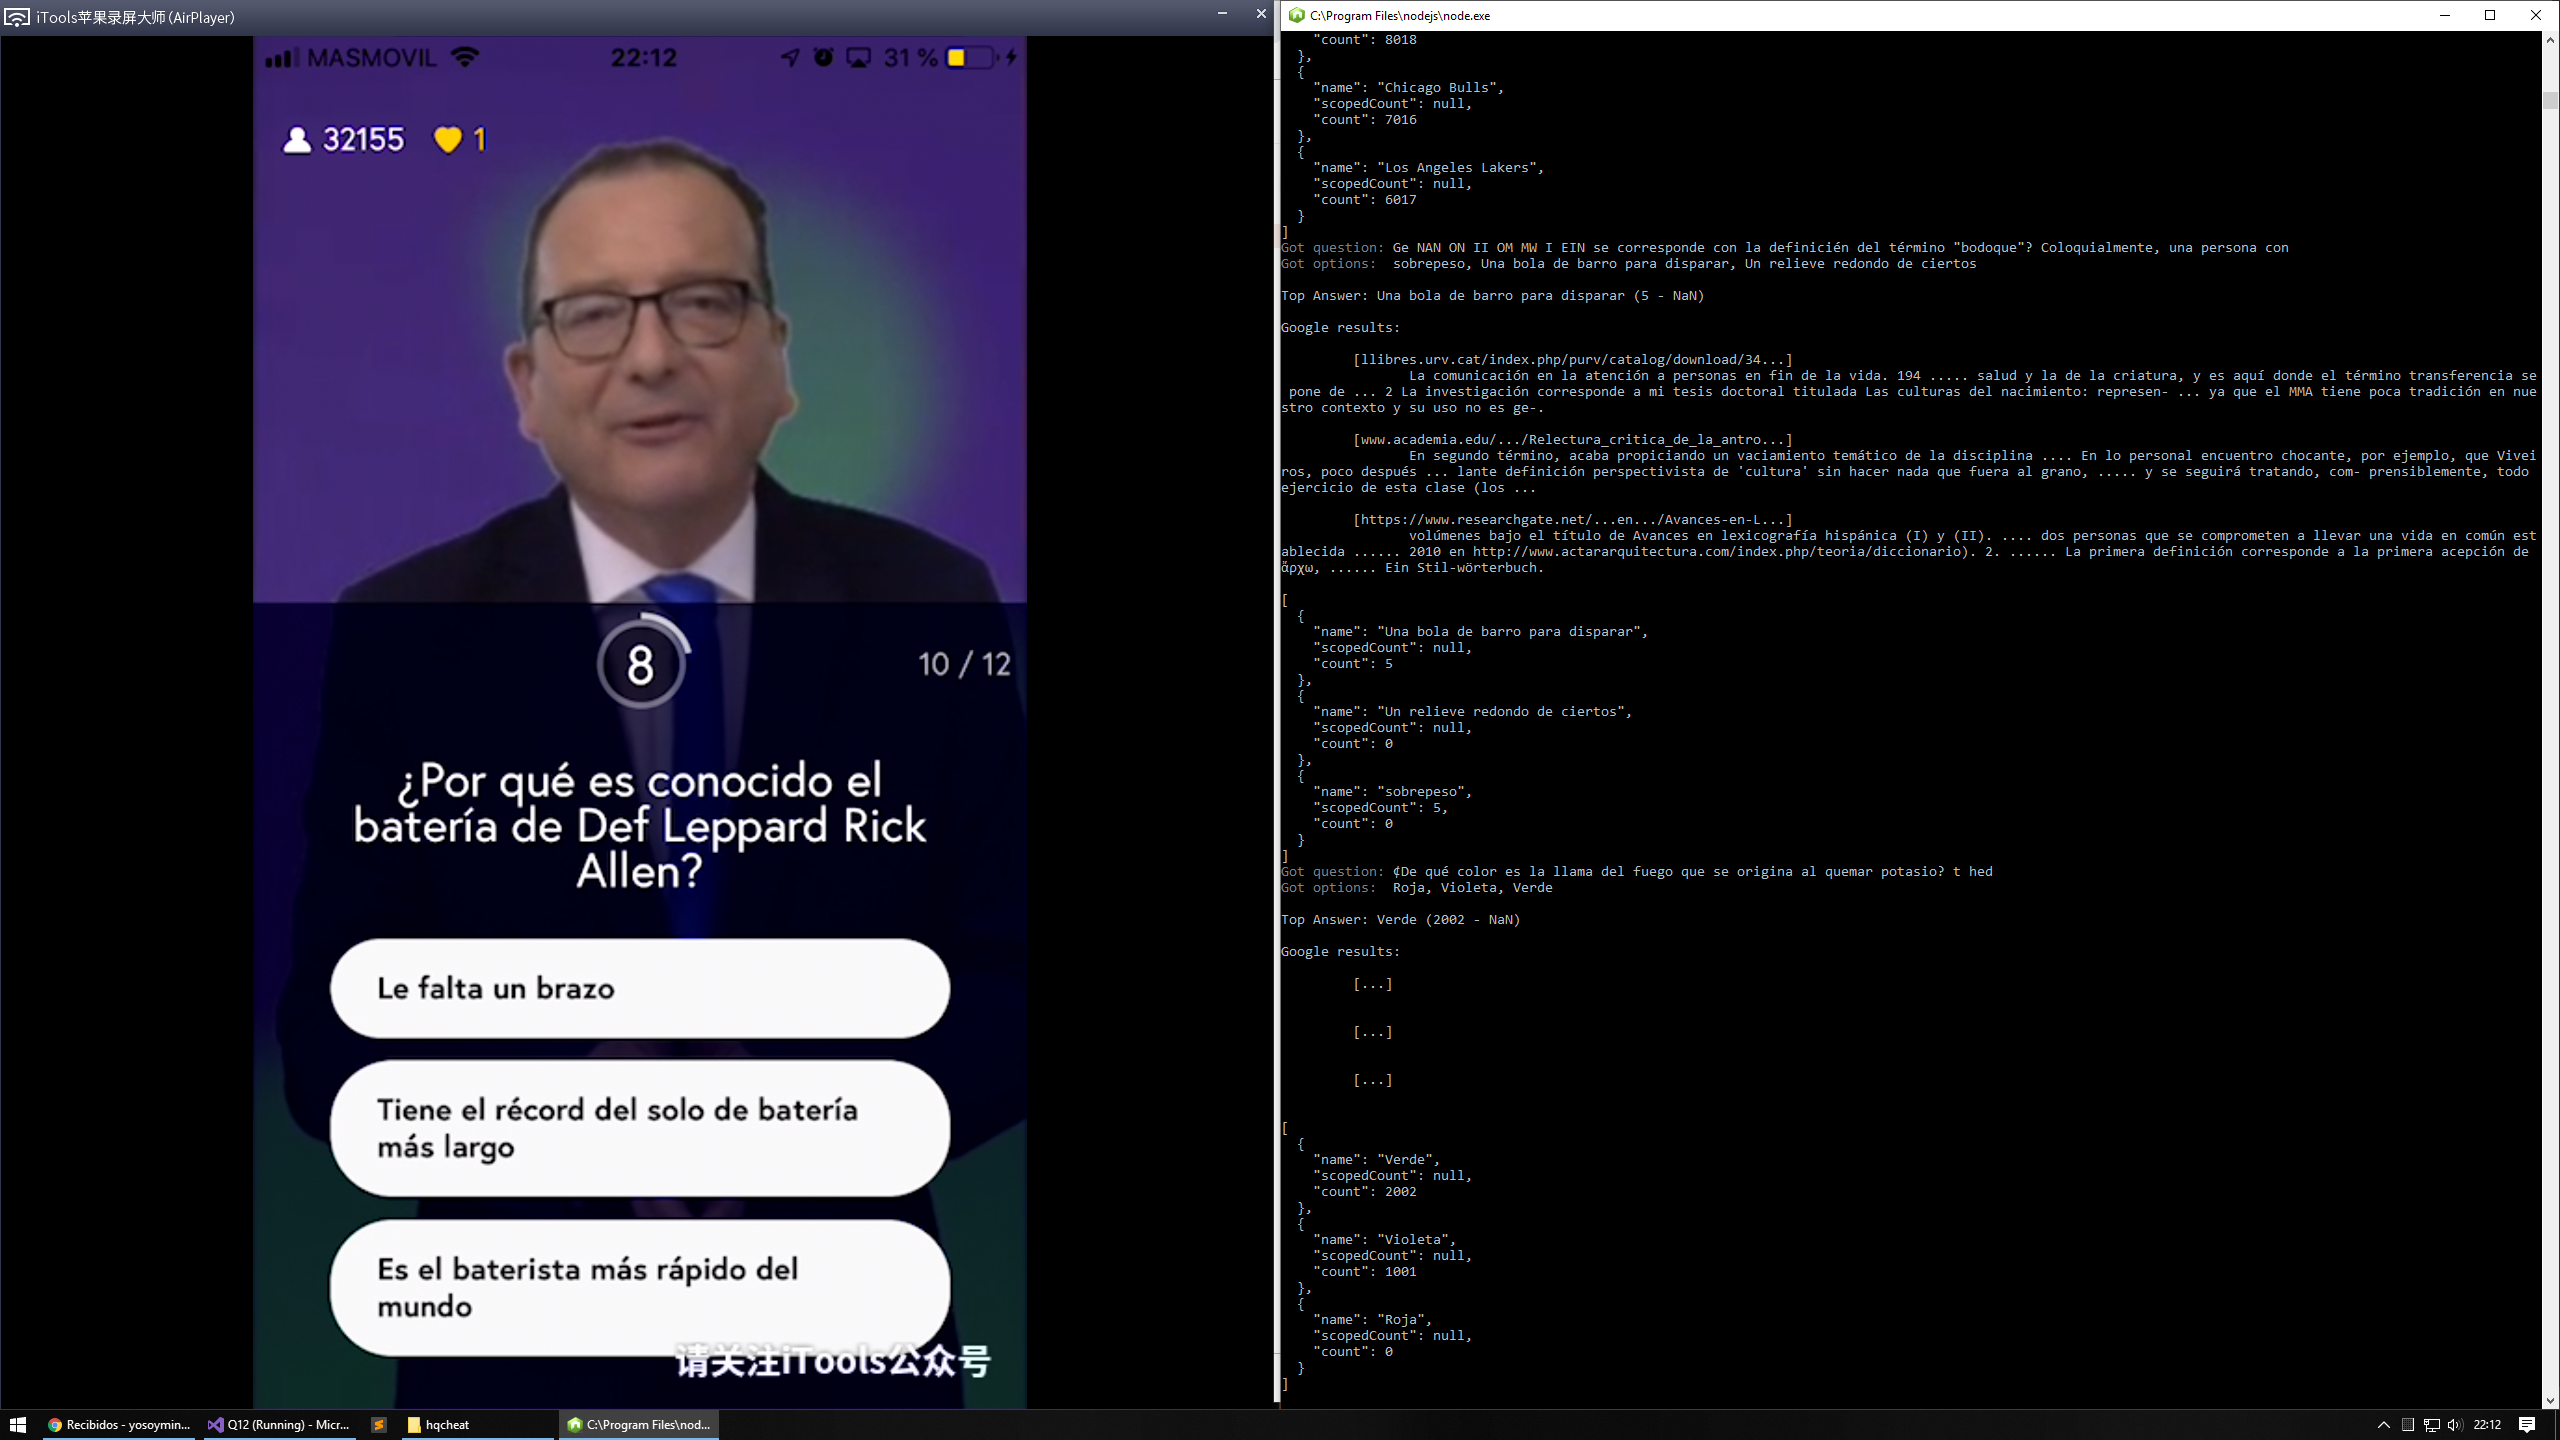 iTools苹果录屏大师 (AirPlayer)
MASMOVIL 22:12 31 %
32155 1
8
10 / 12
¿Por qué es conocido el
batería de Def Leppard Rick
Allen?
Le falta un brazo
Tiene el récord del solo de batería
más largo
Es el baterista más rápido del
mundo
请关注iTools公众号
C:\Program Files\nodejs\node.exe
"count": 8018
},
{
"name": "Chicago Bulls",
"scopedCount": null,
"count": 7016
},
{
"name": "Los Angeles Lakers",
"scopedCount": null,
"count": 6017
}
]
Got question: Ge NAN ON II OM MW I EIN se corresponde con la definicién del término "bodoque"? Coloquialmente, una persona con
Got options:  sobrepeso, Una bola de barro para disparar, Un relieve redondo de ciertos
Top Answer: Una bola de barro para disparar (5 - NaN)
Google results:
[llibres.urv.cat/index.php/purv/catalog/download/34...]
La comunicación en la atención a personas en fin de la vida. 194 ..... salud y la de la criatura, y es aquí donde el término transferencia se
pone de ... 2 La investigación corresponde a mi tesis doctoral titulada Las culturas del nacimiento: represen- ... ya que el MMA tiene poca tradición en nue
stro contexto y su uso no es ge-.
[www.academia.edu/.../Relectura_critica_de_la_antro...]
En segundo término, acaba propiciando un vaciamiento temático de la disciplina .... En lo personal encuentro chocante, por ejemplo, que Vivei
ros, poco después ... lante definición perspectivista de 'cultura' sin hacer nada que fuera al grano, ..... y se seguirá tratando, com- prensiblemente, todo
ejercicio de esta clase (los ...
[https://www.researchgate.net/...en.../Avances-en-L...]
volúmenes bajo el título de Avances en lexicografía hispánica (I) y (II). .... dos personas que se comprometen a llevar una vida en común est
ablecida ...... 2010 en http://www.actararquitectura.com/index.php/teoria/diccionario). 2. ...... La primera definición corresponde a la primera acepción de
ἄρχω, ...... Ein Stil-wörterbuch.
[
{
"name": "Una bola de barro para disparar",
"scopedCount": null,
"count": 5
},
{
"name": "Un relieve redondo de ciertos",
"scopedCount": null,
"count": 0
},
{
"name": "sobrepeso",
"scopedCount": 5,
"count": 0
}
]
Got question: ¢De qué color es la llama del fuego que se origina al quemar potasio? t hed
Got options:  Roja, Violeta, Verde
Top Answer: Verde (2002 - NaN)
Google results:
[...]
[...]
[...]
[
{
"name": "Verde",
"scopedCount": null,
"count": 2002
},
{
"name": "Violeta",
"scopedCount": null,
"count": 1001
},
{
"name": "Roja",
"scopedCount": null,
"count": 0
}
]
Recibidos - yosoymin... Q12 (Running) - Micr... hqcheat C:\Program Files\nod... 22:12